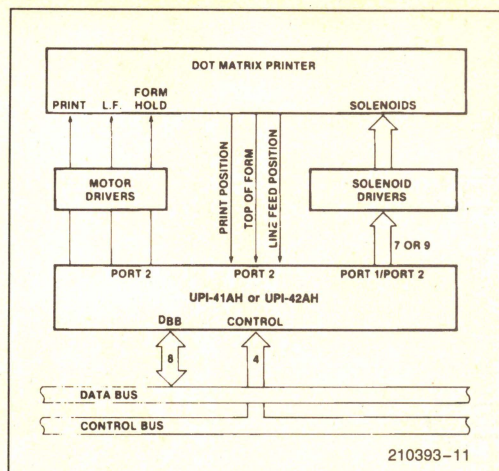 DOT MATRIX PRINTER
FORM
PRINT L.F. HOLD
SOLENOIDS
PRINT POSITION
TOP OF FORM
LINE FEED POSITION
MOTOR
DRIVERS
SOLENOID
DRIVERS
7 OR 9
PORT 2 PORT 2 PORT 1/PORT 2
UPI-41AH or UPI-42AH
DBB CONTROL
8 4
DATA BUS
CONTROL BUS
210393-11